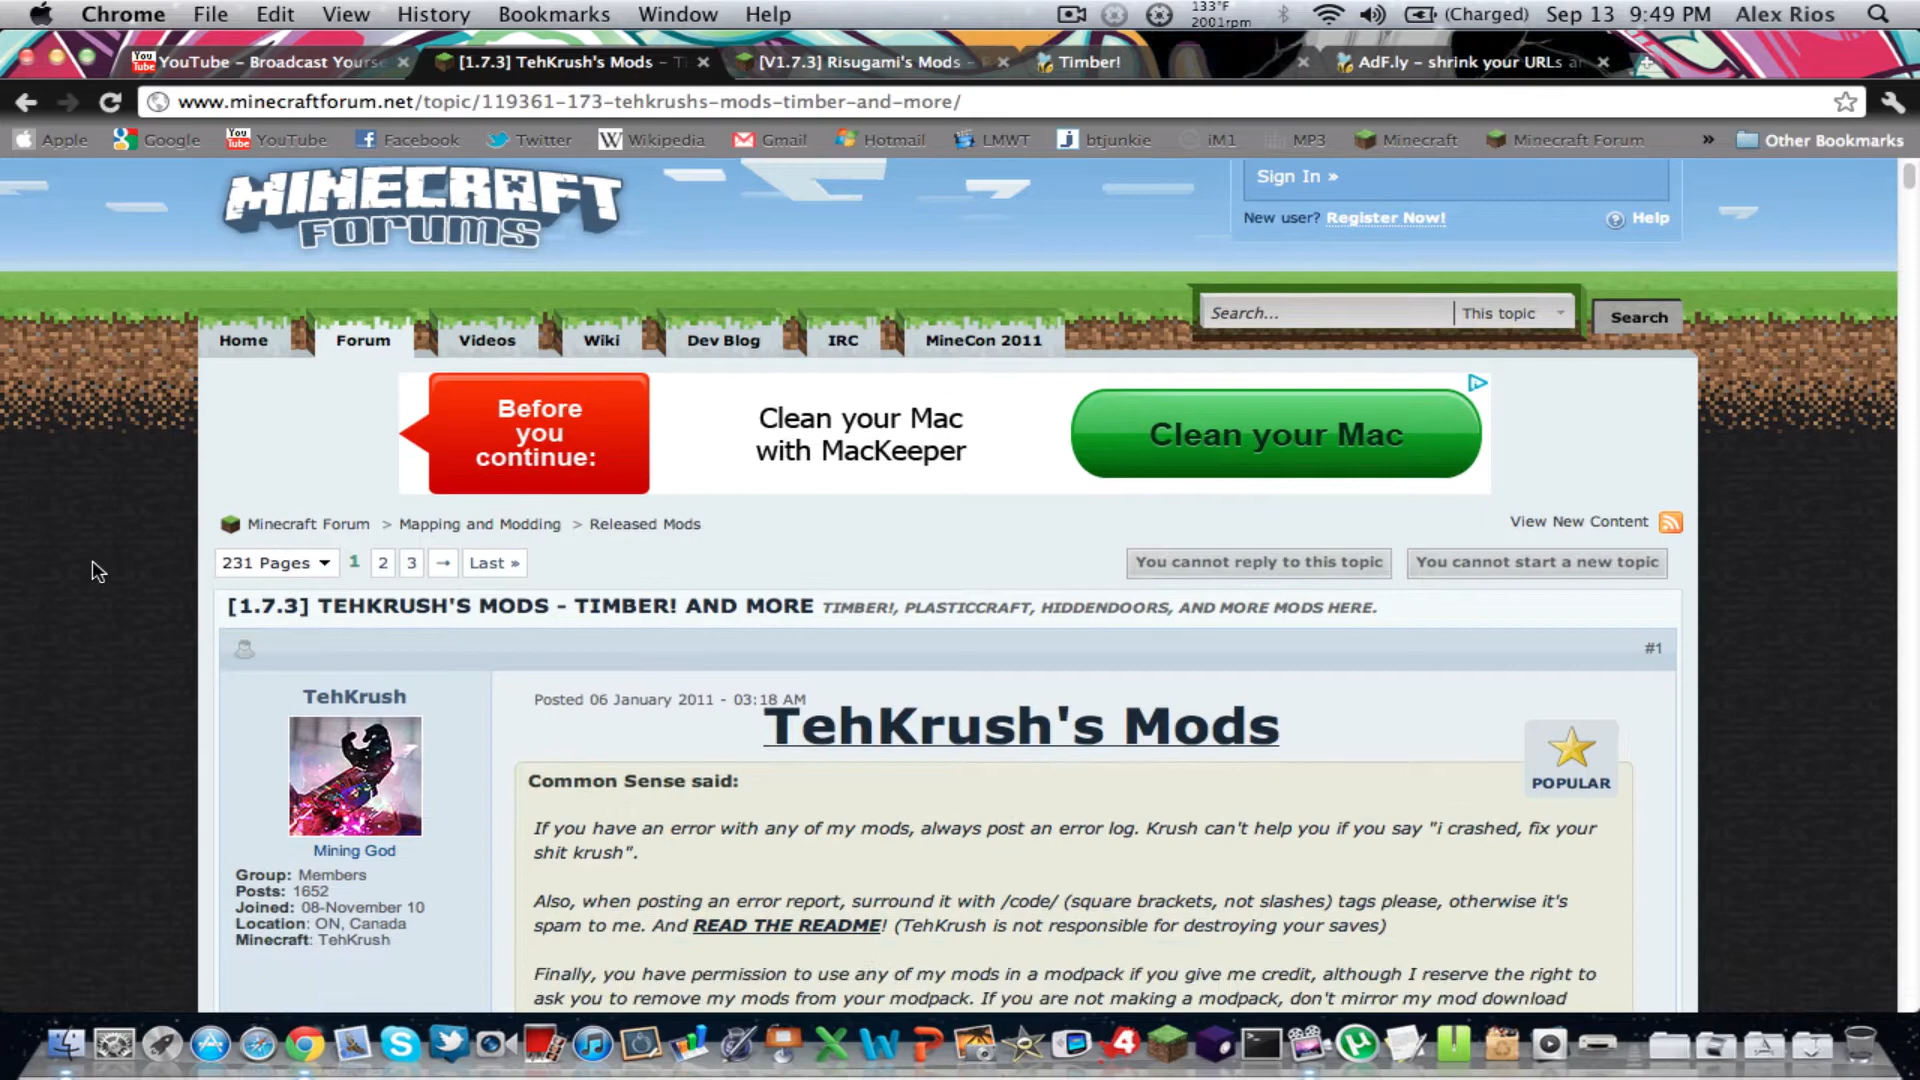 Chrome File Edit View History Bookmarks Window Help 133°F 2001rpm (Charged) Sep 13 9:49 PM Alex Rios
YouTube - Broadcast Yourse [1.7.3] TehKrush's Mods - T [V1.7.3] Risugami's Mods - Timber! AdF.ly - shrink your URLs a
www.minecraftforum.net/topic/119361-173-tehkrushs-mods-timber-and-more/
Apple Google YouTube Facebook Twitter Wikipedia Gmail Hotmail LMWT btjunkie iM1 MP3 Minecraft Minecraft Forum » Other Bookmarks
MINECRAFT
FORUMS
Sign In »
New user? Register Now! Help
Search... This topic Search
Home Forum Videos Wiki Dev Blog IRC MineCon 2011
Before
you
continue:
Clean your Mac
with MacKeeper
Clean your Mac
Minecraft Forum > Mapping and Modding > Released Mods
View New Content
231 Pages 1 2 3 → Last »
You cannot reply to this topic You cannot start a new topic
[1.7.3] TEHKRUSH'S MODS - TIMBER! AND MORE TIMBER!, PLASTICCRAFT, HIDDENDOORS, AND MORE MODS HERE.
#1
TehKrush
Mining God
Group: Members
Posts: 1652
Joined: 08-November 10
Location: ON, Canada
Minecraft: TehKrush
Posted 06 January 2011 - 03:18 AM
TehKrush's Mods
POPULAR
Common Sense said:
If you have an error with any of my mods, always post an error log. Krush can't help you if you say "i crashed, fix your
shit krush".
Also, when posting an error report, surround it with /code/ (square brackets, not slashes) tags please, otherwise it's
spam to me. And READ THE README! (TehKrush is not responsible for destroying your saves)
Finally, you have permission to use any of my mods in a modpack if you give me credit, although I reserve the right to
ask you to remove my mods from your modpack. If you are not making a modpack, don't mirror my mod download